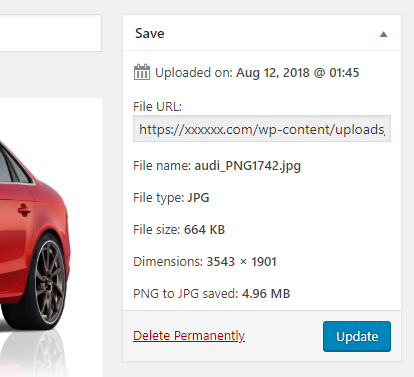 Save
Uploaded on: Aug 12, 2018 @ 01:45
File URL:
https://xxxxxx.com/wp-content/uploads,
File name: audi_PNG1742.jpg
File type: JPG
File size: 664 KB
Dimensions: 3543 × 1901
PNG to JPG saved: 4.96 MB
Delete Permanently
Update